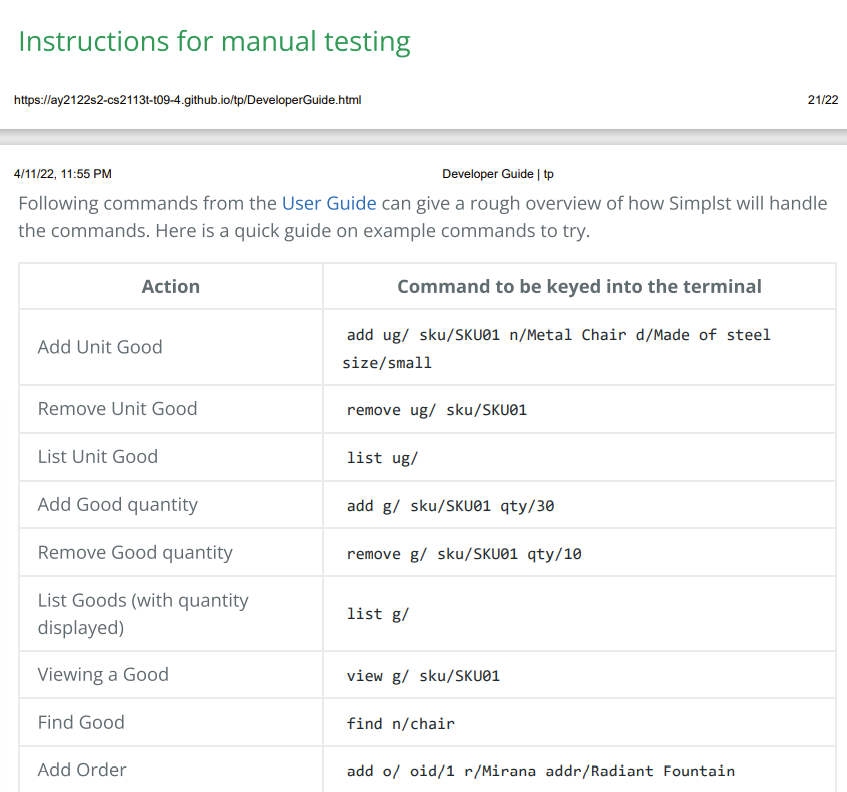 Instructions for manual testing
https://ay2122s2-cs2113t-t09-4.github.io/tp/DeveloperGuide.html 21/22
4/11/22, 11:55 PM Developer Guide | tp
Following commands from the User Guide can give a rough overview of how Simplst will handle
the commands. Here is a quick guide on example commands to try.
Action Command to be keyed into the terminal
Add Unit Good add ug/ sku/SKU01 n/Metal Chair d/Made of steel
size/small
Remove Unit Good remove ug/ sku/SKU01
List Unit Good list ug/
Add Good quantity add g/ sku/SKU01 qty/30
Remove Good quantity remove g/ sku/SKU01 qty/10
List Goods (with quantity
displayed) list g/
Viewing a Good view g/ sku/SKU01
Find Good find n/chair
Add Order add o/ oid/1 r/Mirana addr/Radiant Fountain